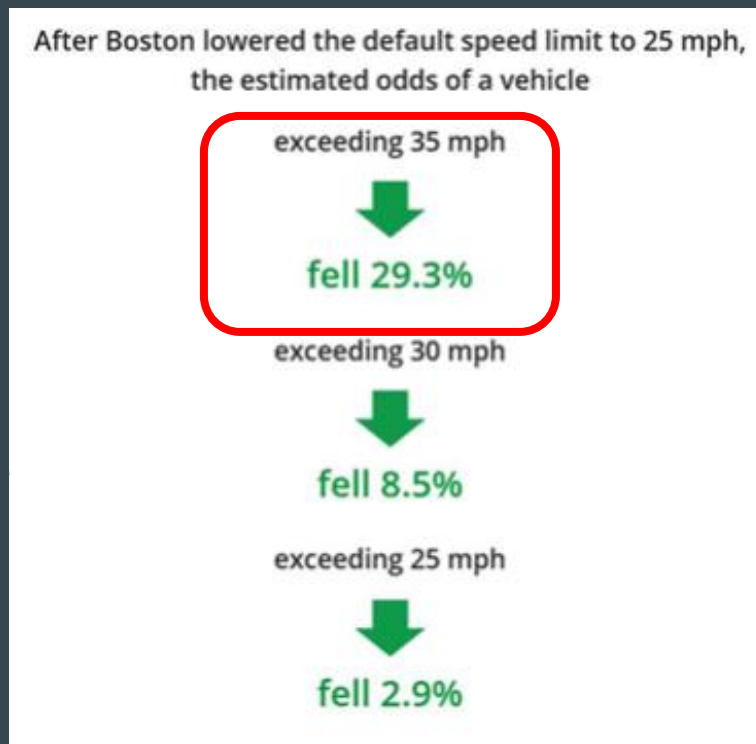 After Boston lowered the default speed limit to 25 mph,
the estimated odds of a vehicle
exceeding 35 mph
fell 29.3%
exceeding 30 mph
fell 8.5%
exceeding 25 mph
fell 2.9%